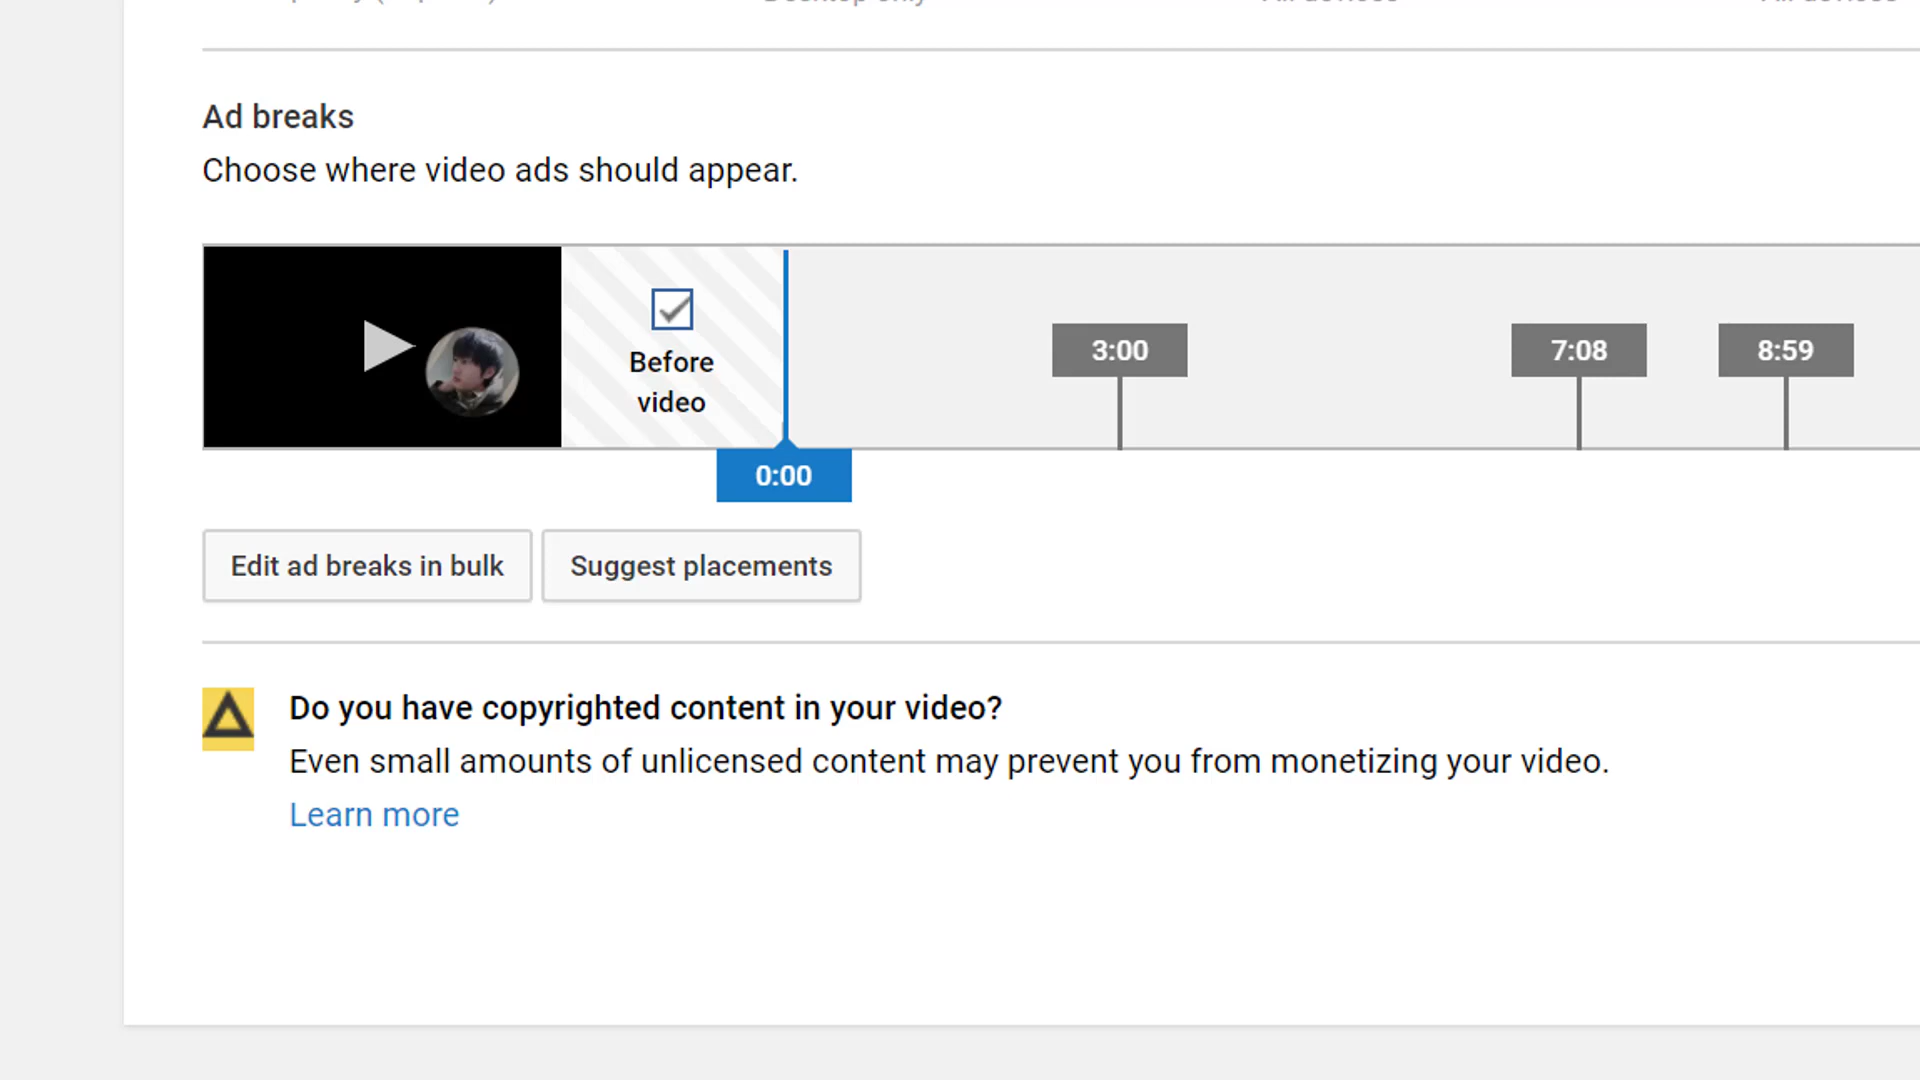 Ad breaks
Choose where video ads should appear.
Before
video
3:00
7:08
8:59
0:00
Edit ad breaks in bulk
Suggest placements
Do you have copyrighted content in your video?
Even small amounts of unlicensed content may prevent you from monetizing your video.
Learn more